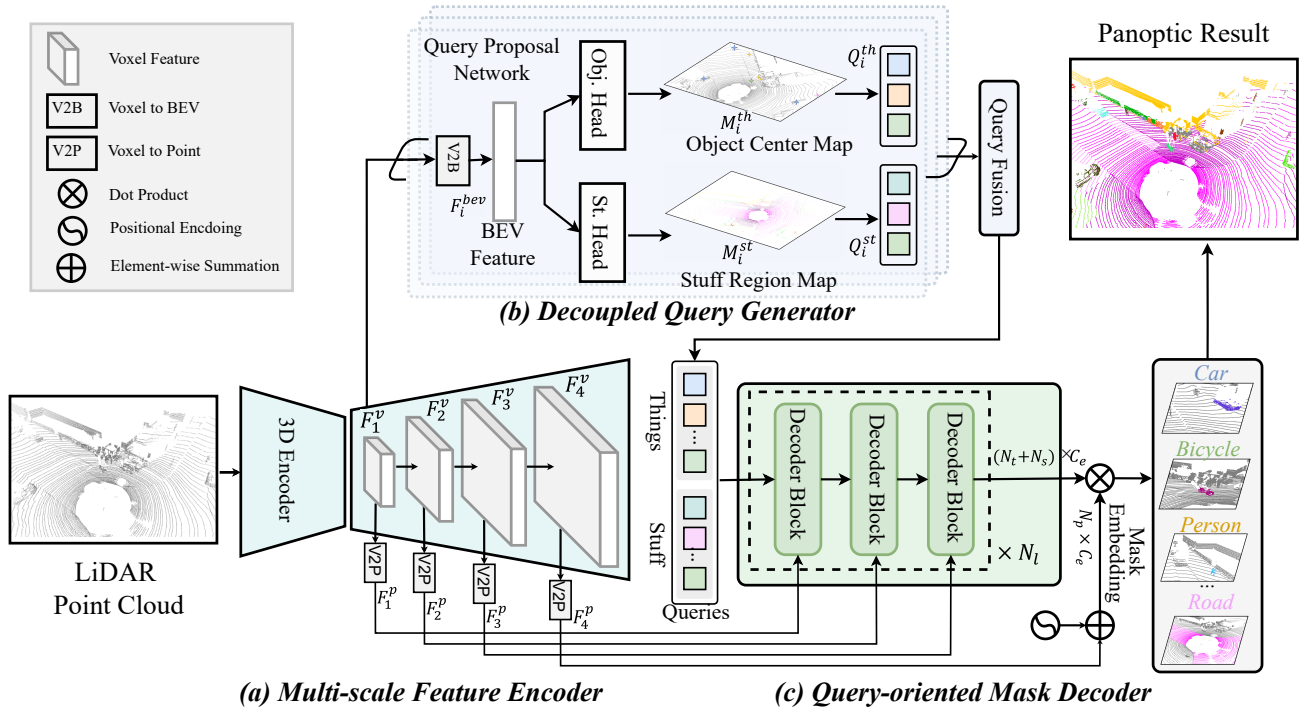 Voxel Feature
V2B
Voxel to BEV
V2P
Voxel to Point
Dot Product
Positional Encdoing
Element-wise Summation
Query Proposal
Network
V2B
F_i^{bev}
BEV
Feature
Obj. Head
St. Head
M_i^{th}
Object Center Map
M_i^{st}
Stuff Region Map
Q_i^{th}
Q_i^{st}
Query Fusion
(b) Decoupled Query Generator
Panoptic Result
LiDAR
Point Cloud
3D Encoder
F_1^v
F_2^v
F_3^v
F_4^v
V2P
V2P
V2P
V2P
F_1^p
F_2^p
F_3^p
F_4^p
(a) Multi-scale Feature Encoder
Things
...
Stuff
...
Queries
Decoder Block
Decoder Block
Decoder Block
× N_l
(N_t+N_s) ×C_e
N_p × C_e
Mask
Embedding
(c) Query-oriented Mask Decoder
Car
Bicycle
Person
...
Road